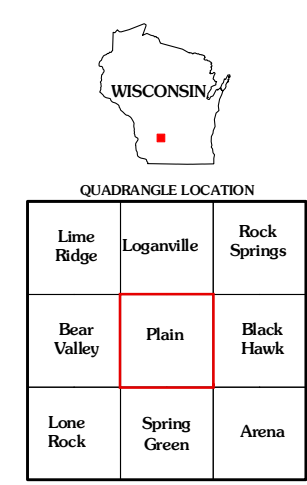 WISCONSIN
QUADRANGLE LOCATION
Lime
Ridge
Loganville
Rock
Springs
Bear
Valley
Plain
Black
Hawk
Lone
Rock
Spring
Green
Arena